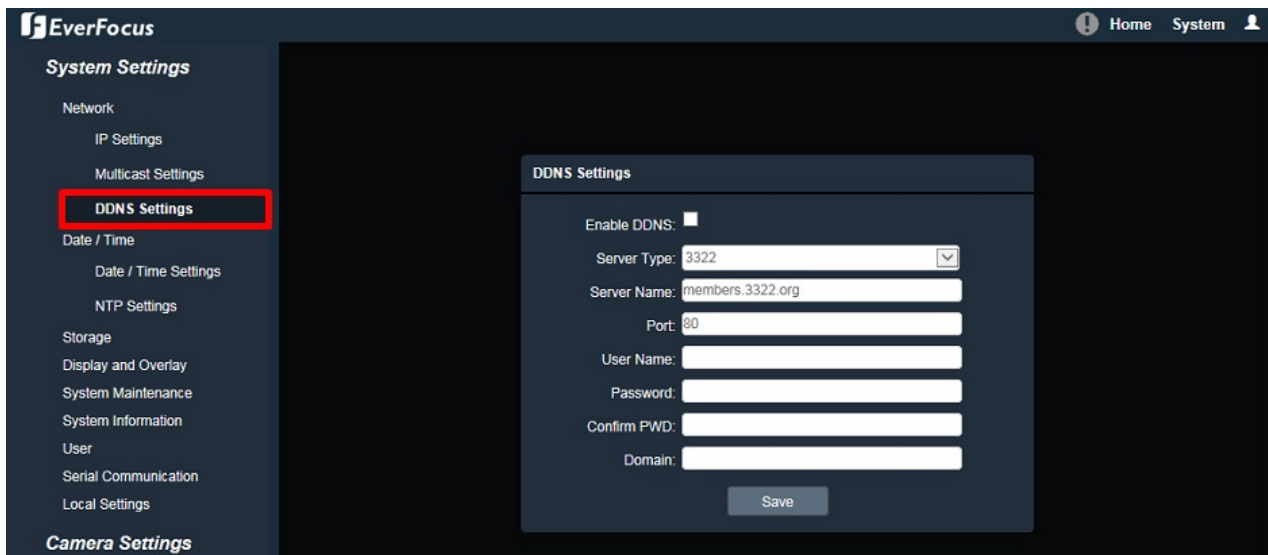 EverFocus
Home System
System Settings
Network
IP Settings
Multicast Settings
DDNS Settings
Date / Time
Date / Time Settings
NTP Settings
Storage
Display and Overlay
System Maintenance
System Information
User
Serial Communication
Local Settings
Camera Settings
DDNS Settings
Enable DDNS:
Server Type: 3322
Server Name: members.3322.org
Port: 80
User Name:
Password:
Confirm PWD:
Domain:
Save